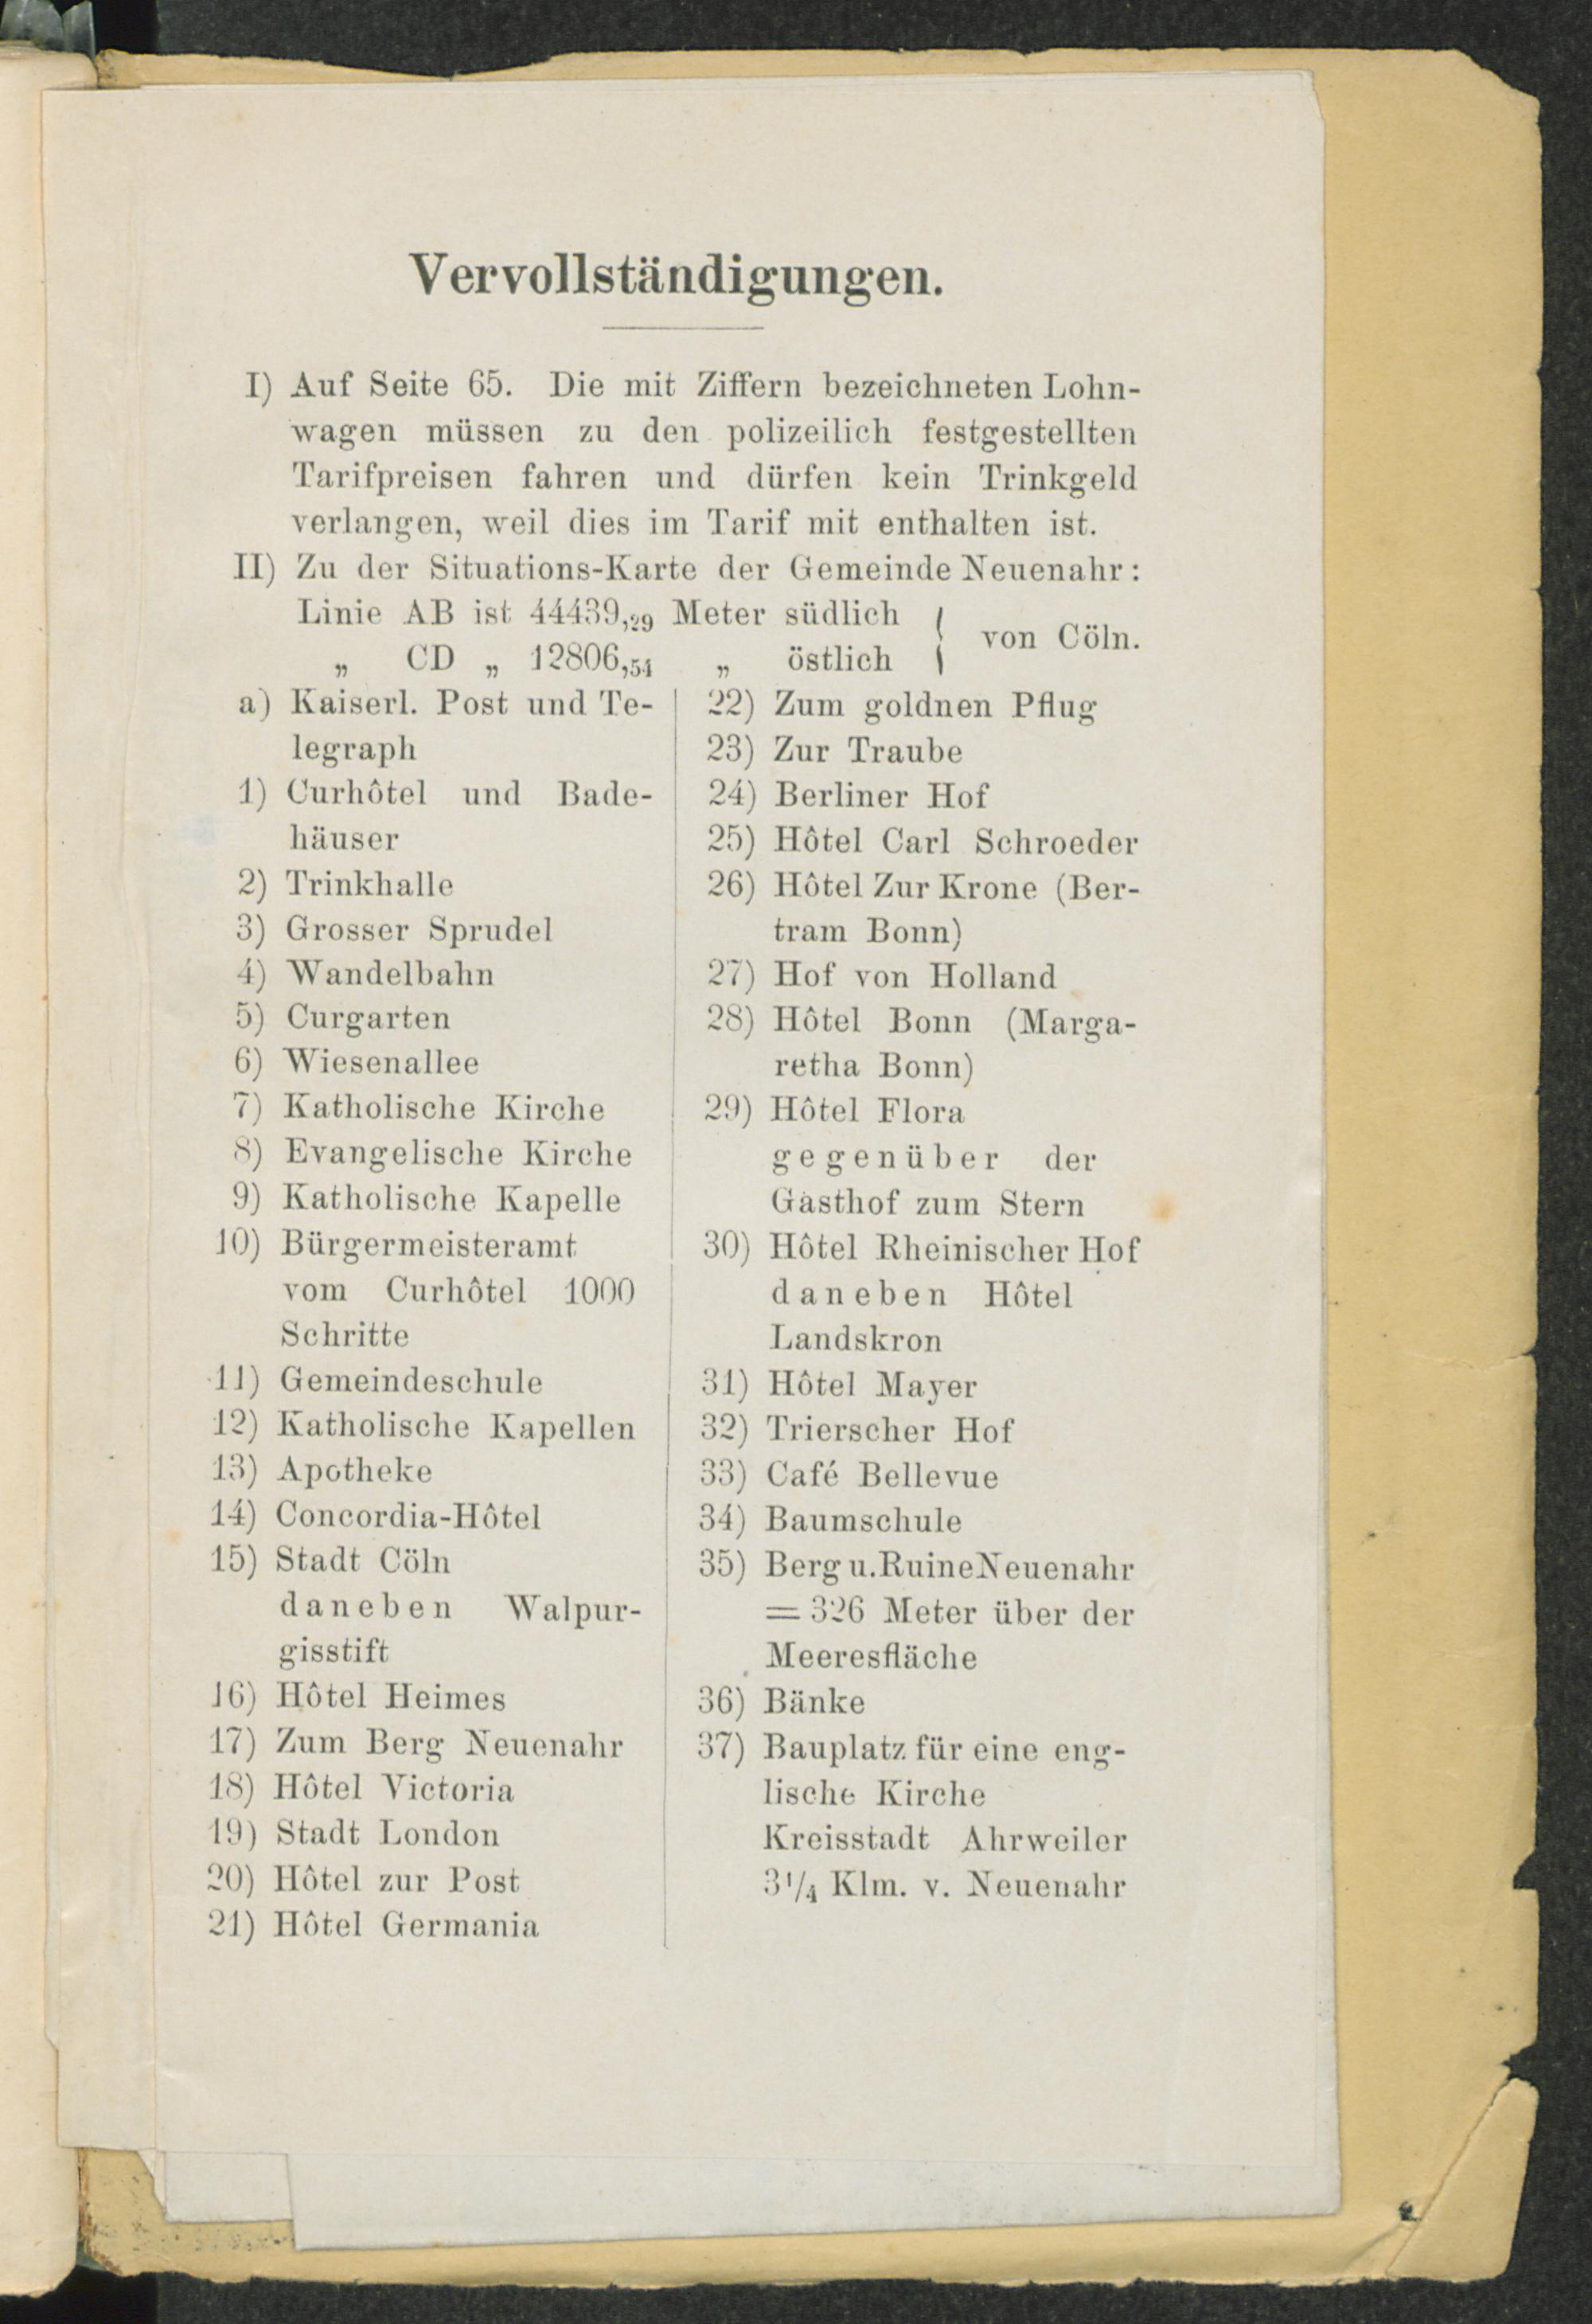 Vervollständigungen.
I) Auf Seite 65. Die mit Ziffern bezeichneten Lohn-
wagen müssen zu den polizeilich festgestellten
Tarifpreisen fahren und dürfen kein Trinkgeld
verlangen, weil dies im Tarif mit enthalten ist.
II) Zu der Situations-Karte der Gemeinde Neuenahr:
Linie AB ist 44439,29 Meter südlich } von Cöln.
„ CD „ 12806,54 „ östlich
a) Kaiserl. Post und Te-
legraph
1) Curhôtel und Bade-
häuser
2) Trinkhalle
3) Grosser Sprudel
4) Wandelbahn
5) Curgarten
6) Wiesenallee
7) Katholische Kirche
8) Evangelische Kirche
9) Katholische Kapelle
10) Bürgermeisteramt
vom Curhôtel 1000
Schritte
11) Gemeindeschule
12) Katholische Kapellen
13) Apotheke
14) Concordia-Hôtel
15) Stadt Cöln
daneben Walpur-
gisstift
16) Hôtel Heimes
17) Zum Berg Neuenahr
18) Hôtel Victoria
19) Stadt London
20) Hôtel zur Post
21) Hôtel Germania
22) Zum goldnen Pflug
23) Zur Traube
24) Berliner Hof
25) Hôtel Carl Schroeder
26) Hôtel Zur Krone (Ber-
tram Bonn)
27) Hof von Holland
28) Hôtel Bonn (Marga-
retha Bonn)
29) Hôtel Flora
gegenüber der
Gasthof zum Stern
30) Hôtel Rheinischer Hof
daneben Hôtel
Landskron
31) Hôtel Mayer
32) Trierscher Hof
33) Café Bellevue
34) Baumschule
35) Berg u. Ruine Neuenahr
= 326 Meter über der
Meeresfläche
36) Bänke
37) Bauplatz für eine eng-
lische Kirche
Kreisstadt Ahrweiler
3 1/4 Klm. v. Neuenahr